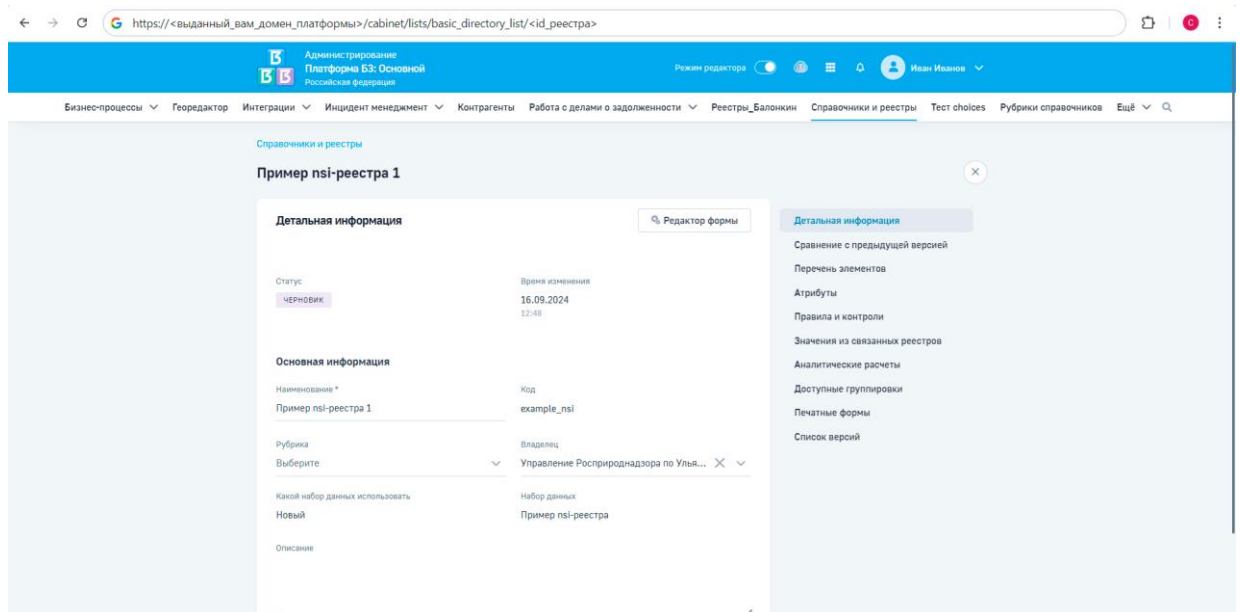 https://<выданный_вам_домен_платформы>/cabinet/lists/basic_directory_list/<id_реестра>
С
Администрирование
Платформа БЗ: Основной
Российская федерация
Режим редактора
Иван Иванов
Бизнес-процессы Георедактор Интеграции Инцидент менеджмент Контрагенты Работа с делами о задолженности Реестры_Балонкин Справочники и реестры Тест choices Рубрики справочников Ещё
Справочники и реестры
Пример nsi-реестра 1
Детальная информация
Редактор формы
Статус
ЧЕРНОВИК
Время изменения
16.09.2024
12:48
Основная информация
Наименование *
Пример nsi-реестра 1
Код
example_nsi
Рубрика
Выберите
Владелец
Управление Росприроднадзора по Улья...
Какой набор данных использовать
Новый
Набор данных
Пример nsi-реестра
Описание
Детальная информация
Сравнение с предыдущей версией
Перечень элементов
Атрибуты
Правила и контроли
Значения из связанных реестров
Аналитические расчеты
Доступные группировки
Печатные формы
Список версий